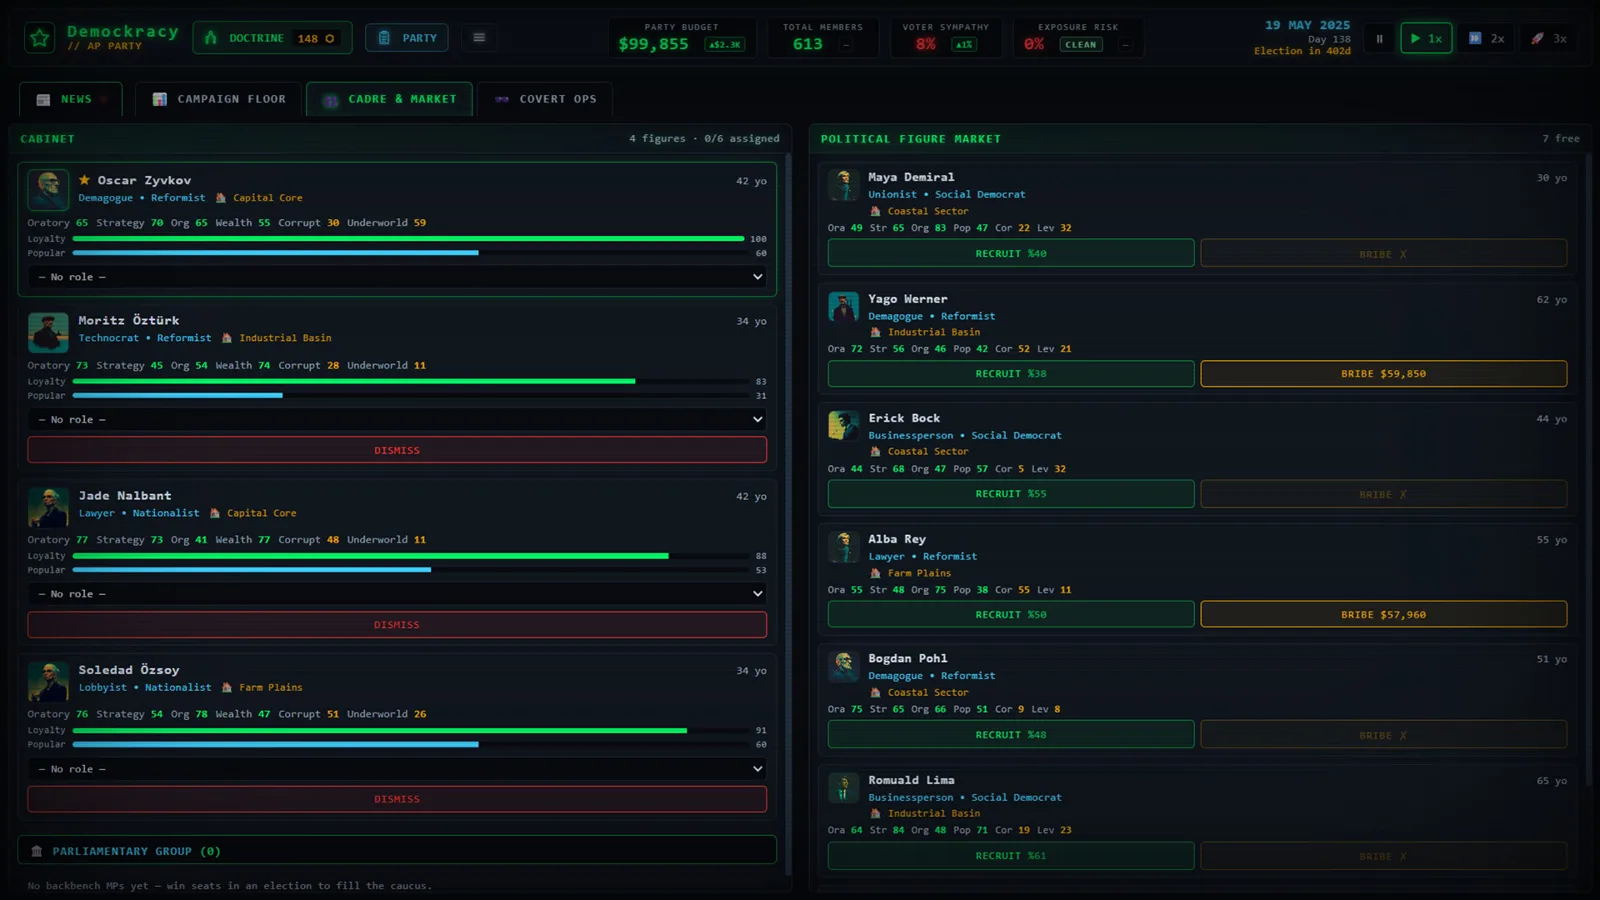 Demockracy
// AP PARTY
DOCTRINE 148
PARTY
PARTY BUDGET
$99,855 ▲$2.3K
TOTAL MEMBERS
613 –
VOTER SYMPATHY
8% ▲1%
EXPOSURE RISK
0% CLEAN –
19 MAY 2025
Day 138
Election in 402d
1x
2x
3x
NEWS
CAMPAIGN FLOOR
CADRE & MARKET
COVERT OPS
CABINET
4 figures · 0/6 assigned
Oscar Zyvkov
42 yo
Demagogue • Reformist Capital Core
Oratory 65 Strategy 70 Org 65 Wealth 55 Corrupt 30 Underworld 59
Loyalty 100
Popular 60
— No role —
Moritz Öztürk
34 yo
Technocrat • Reformist Industrial Basin
Oratory 73 Strategy 45 Org 54 Wealth 74 Corrupt 28 Underworld 11
Loyalty 83
Popular 31
— No role —
DISMISS
Jade Nalbant
42 yo
Lawyer • Nationalist Capital Core
Oratory 77 Strategy 73 Org 41 Wealth 77 Corrupt 48 Underworld 11
Loyalty 88
Popular 53
— No role —
DISMISS
Soledad Özsoy
34 yo
Lobbyist • Nationalist Farm Plains
Oratory 76 Strategy 54 Org 78 Wealth 47 Corrupt 51 Underworld 26
Loyalty 91
Popular 60
— No role —
DISMISS
PARLIAMENTARY GROUP (0)
No backbench MPs yet — win seats in an election to fill the caucus.
POLITICAL FIGURE MARKET
7 free
Maya Demiral
30 yo
Unionist • Social Democrat
Coastal Sector
Ora 49 Str 65 Org 83 Pop 47 Cor 22 Lev 32
RECRUIT %40
BRIBE ✗
Yago Werner
62 yo
Demagogue • Reformist
Industrial Basin
Ora 72 Str 56 Org 46 Pop 42 Cor 52 Lev 21
RECRUIT %38
BRIBE $59,850
Erick Bock
44 yo
Businessperson • Social Democrat
Coastal Sector
Ora 44 Str 68 Org 47 Pop 57 Cor 5 Lev 32
RECRUIT %55
BRIBE ✗
Alba Rey
55 yo
Lawyer • Reformist
Farm Plains
Ora 55 Str 48 Org 75 Pop 38 Cor 55 Lev 11
RECRUIT %50
BRIBE $57,960
Bogdan Pohl
51 yo
Demagogue • Reformist
Coastal Sector
Ora 75 Str 65 Org 66 Pop 51 Cor 9 Lev 8
RECRUIT %48
BRIBE ✗
Romuald Lima
65 yo
Businessperson • Social Democrat
Industrial Basin
Ora 64 Str 84 Org 48 Pop 71 Cor 19 Lev 23
RECRUIT %61
BRIBE ✗